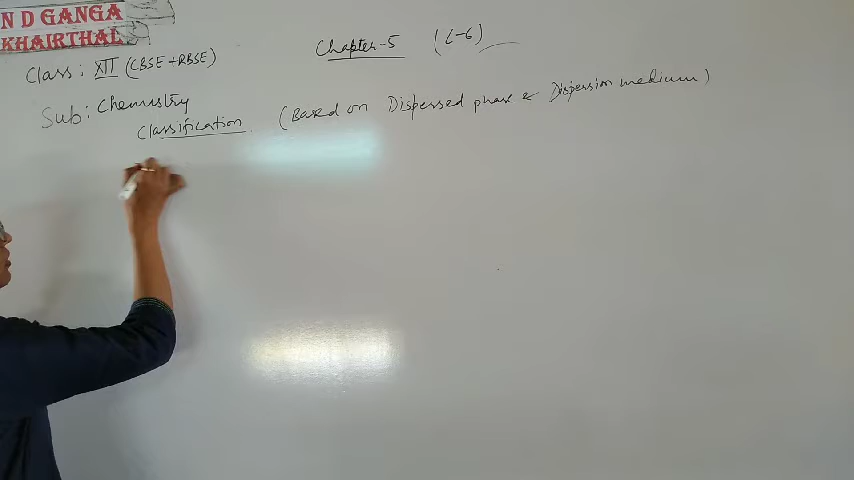 N D GANGA
KHAIRTHAL
Class: XII (CBSE+RBSE)
Chapter-5 (L-6)
Sub: Chemistry
Classification (Based on Dispersed phase & Dispersion medium)